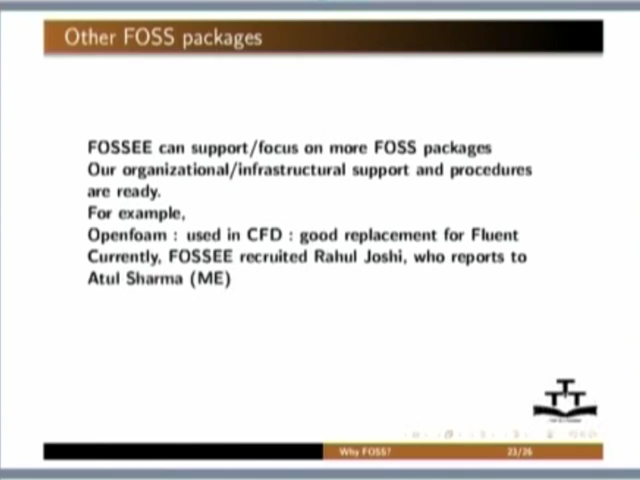 Other FOSS packages
FOSSEE can support/focus on more FOSS packages
Our organizational/infrastructural support and procedures
are ready.
For example,
Openfoam : used in CFD : good replacement for Fluent
Currently, FOSSEE recruited Rahul Joshi, who reports to
Atul Sharma (ME)
TTT
Why FOSS?
23/26